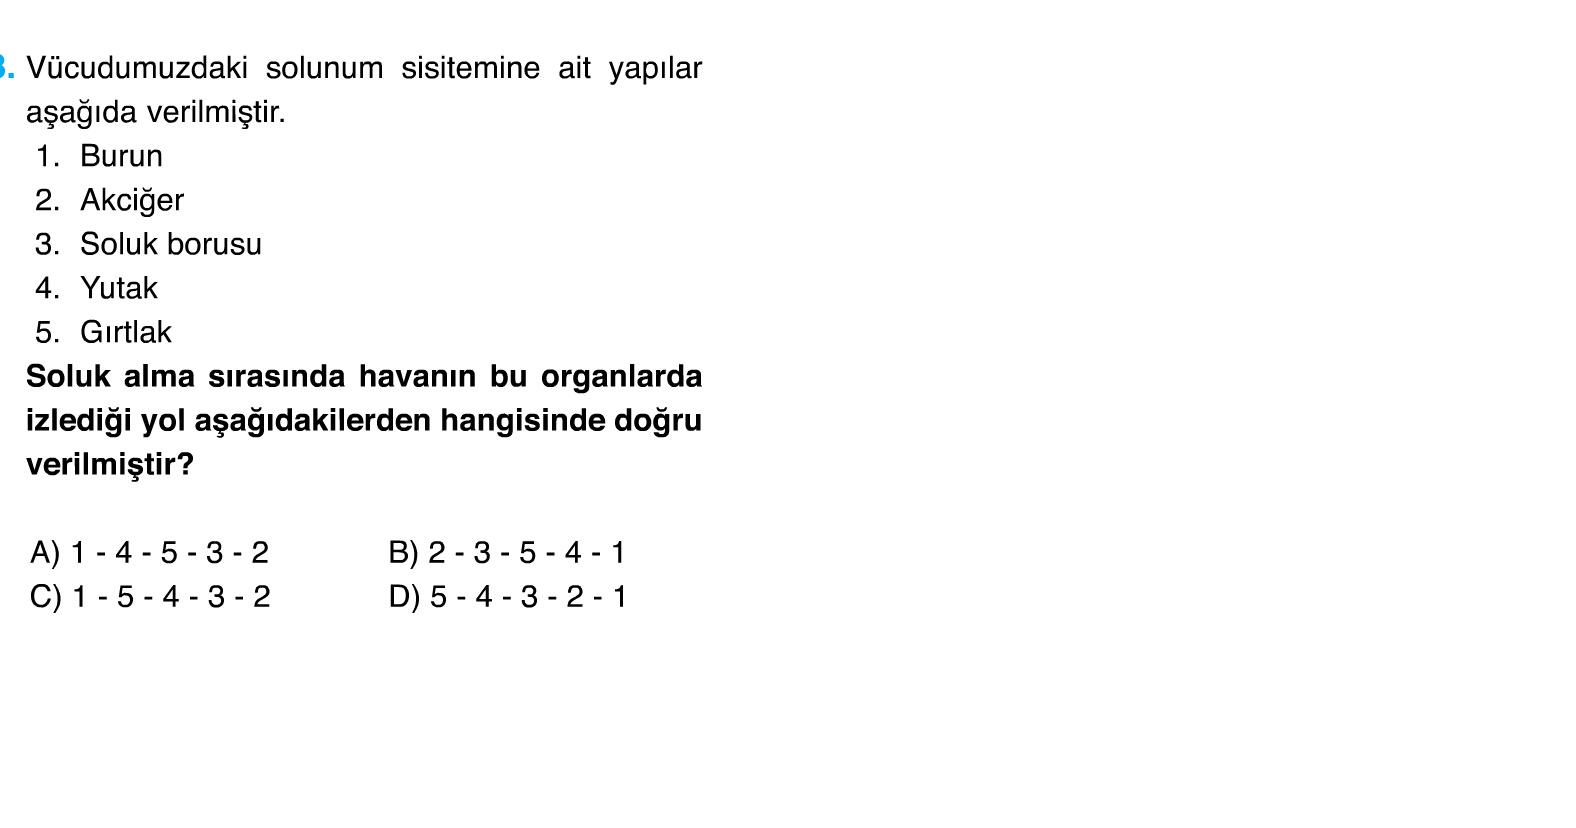 3. Vücudumuzdaki solunum sisitemine ait yapılar
aşağıda verilmiştir.
1. Burun
2. Akciğer
3. Soluk borusu
4. Yutak
5. Gırtlak
Soluk alma sırasında havanın bu organlarda
izlediği yol aşağıdakilerden hangisinde doğru
verilmiştir?
A) 1 - 4 - 5 - 3 - 2 B) 2 - 3 - 5 - 4 - 1
C) 1 - 5 - 4 - 3 - 2 D) 5 - 4 - 3 - 2 - 1